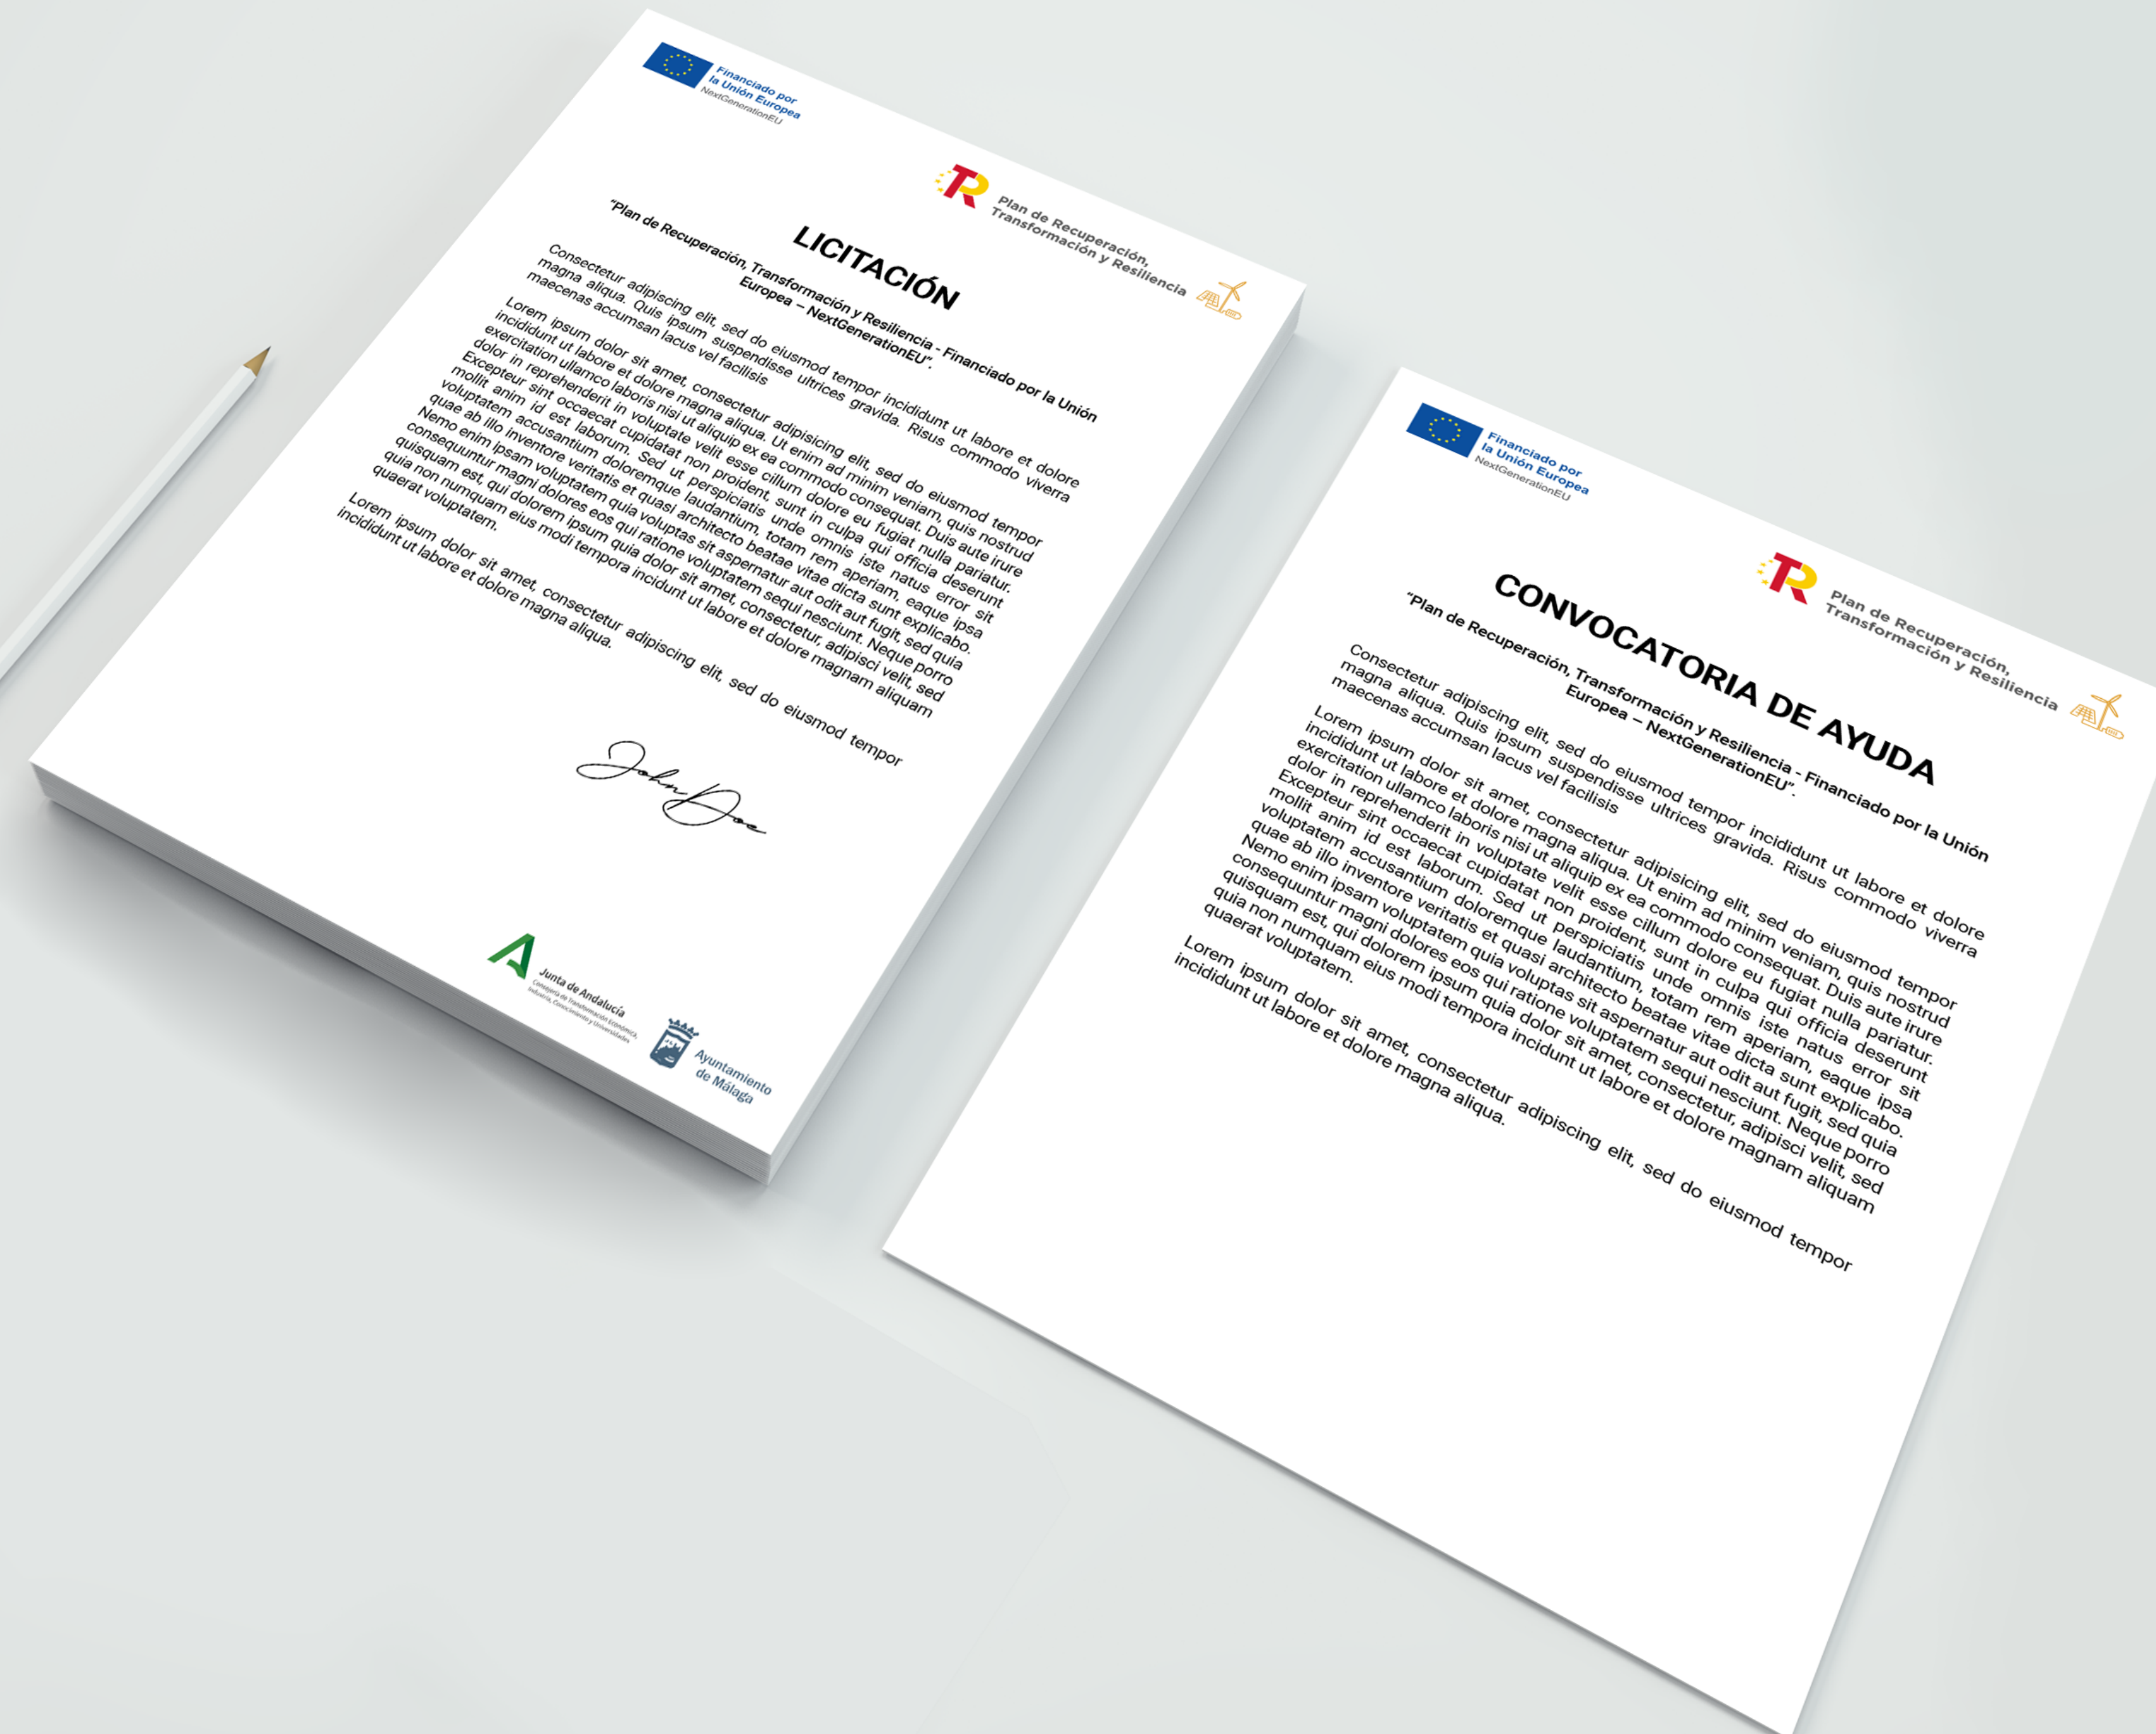 Financiado por
la Unión Europea
NextGenerationEU
Plan de Recuperación,
Transformación y Resiliencia
LICITACIÓN
“Plan de Recuperación, Transformación y Resiliencia - Financiado por la Unión
Europea – NextGenerationEU”.
Consectetur adipiscing elit, sed do eiusmod tempor incididunt ut labore et dolore
magna aliqua. Quis ipsum suspendisse ultrices gravida. Risus commodo viverra
maecenas accumsan lacus vel facilisis
Lorem ipsum dolor sit amet, consectetur adipisicing elit, sed do eiusmod tempor
incididunt ut labore et dolore magna aliqua. Ut enim ad minim veniam, quis nostrud
exercitation ullamco laboris nisi ut aliquip ex ea commodo consequat. Duis aute irure
dolor in reprehenderit in voluptate velit esse cillum dolore eu fugiat nulla pariatur.
Excepteur sint occaecat cupidatat non proident, sunt in culpa qui officia deserunt
mollit anim id est laborum. Sed ut perspiciatis unde omnis iste natus error sit
voluptatem accusantium doloremque laudantium, totam rem aperiam, eaque ipsa
quae ab illo inventore veritatis et quasi architecto beatae vitae dicta sunt explicabo.
Nemo enim ipsam voluptatem quia voluptas sit aspernatur aut odit aut fugit, sed quia
consequuntur magni dolores eos qui ratione voluptatem sequi nesciunt. Neque porro
quisquam est, qui dolorem ipsum quia dolor sit amet, consectetur, adipisci velit, sed
quia non numquam eius modi tempora incidunt ut labore et dolore magnam aliquam
quaerat voluptatem.
Lorem ipsum dolor sit amet, consectetur adipiscing elit, sed do eiusmod tempor
incididunt ut labore et dolore magna aliqua.
John Doe
Junta de Andalucía
Consejería de Transformación Económica,
Industria, Conocimiento y Universidades
Ayuntamiento
de Málaga
Financiado por
la Unión Europea
NextGenerationEU
Plan de Recuperación,
Transformación y Resiliencia
CONVOCATORIA DE AYUDA
“Plan de Recuperación, Transformación y Resiliencia - Financiado por la Unión
Europea – NextGenerationEU”.
Consectetur adipiscing elit, sed do eiusmod tempor incididunt ut labore et dolore
magna aliqua. Quis ipsum suspendisse ultrices gravida. Risus commodo viverra
maecenas accumsan lacus vel facilisis
Lorem ipsum dolor sit amet, consectetur adipisicing elit, sed do eiusmod tempor
incididunt ut labore et dolore magna aliqua. Ut enim ad minim veniam, quis nostrud
exercitation ullamco laboris nisi ut aliquip ex ea commodo consequat. Duis aute irure
dolor in reprehenderit in voluptate velit esse cillum dolore eu fugiat nulla pariatur.
Excepteur sint occaecat cupidatat non proident, sunt in culpa qui officia deserunt
mollit anim id est laborum. Sed ut perspiciatis unde omnis iste natus error sit
voluptatem accusantium doloremque laudantium, totam rem aperiam, eaque ipsa
quae ab illo inventore veritatis et quasi architecto beatae vitae dicta sunt explicabo.
Nemo enim ipsam voluptatem quia voluptas sit aspernatur aut odit aut fugit, sed quia
consequuntur magni dolores eos qui ratione voluptatem sequi nesciunt. Neque porro
quisquam est, qui dolorem ipsum quia dolor sit amet, consectetur, adipisci velit, sed
quia non numquam eius modi tempora incidunt ut labore et dolore magnam aliquam
quaerat voluptatem.
Lorem ipsum dolor sit amet, consectetur adipiscing elit, sed do eiusmod tempor
incididunt ut labore et dolore magna aliqua.